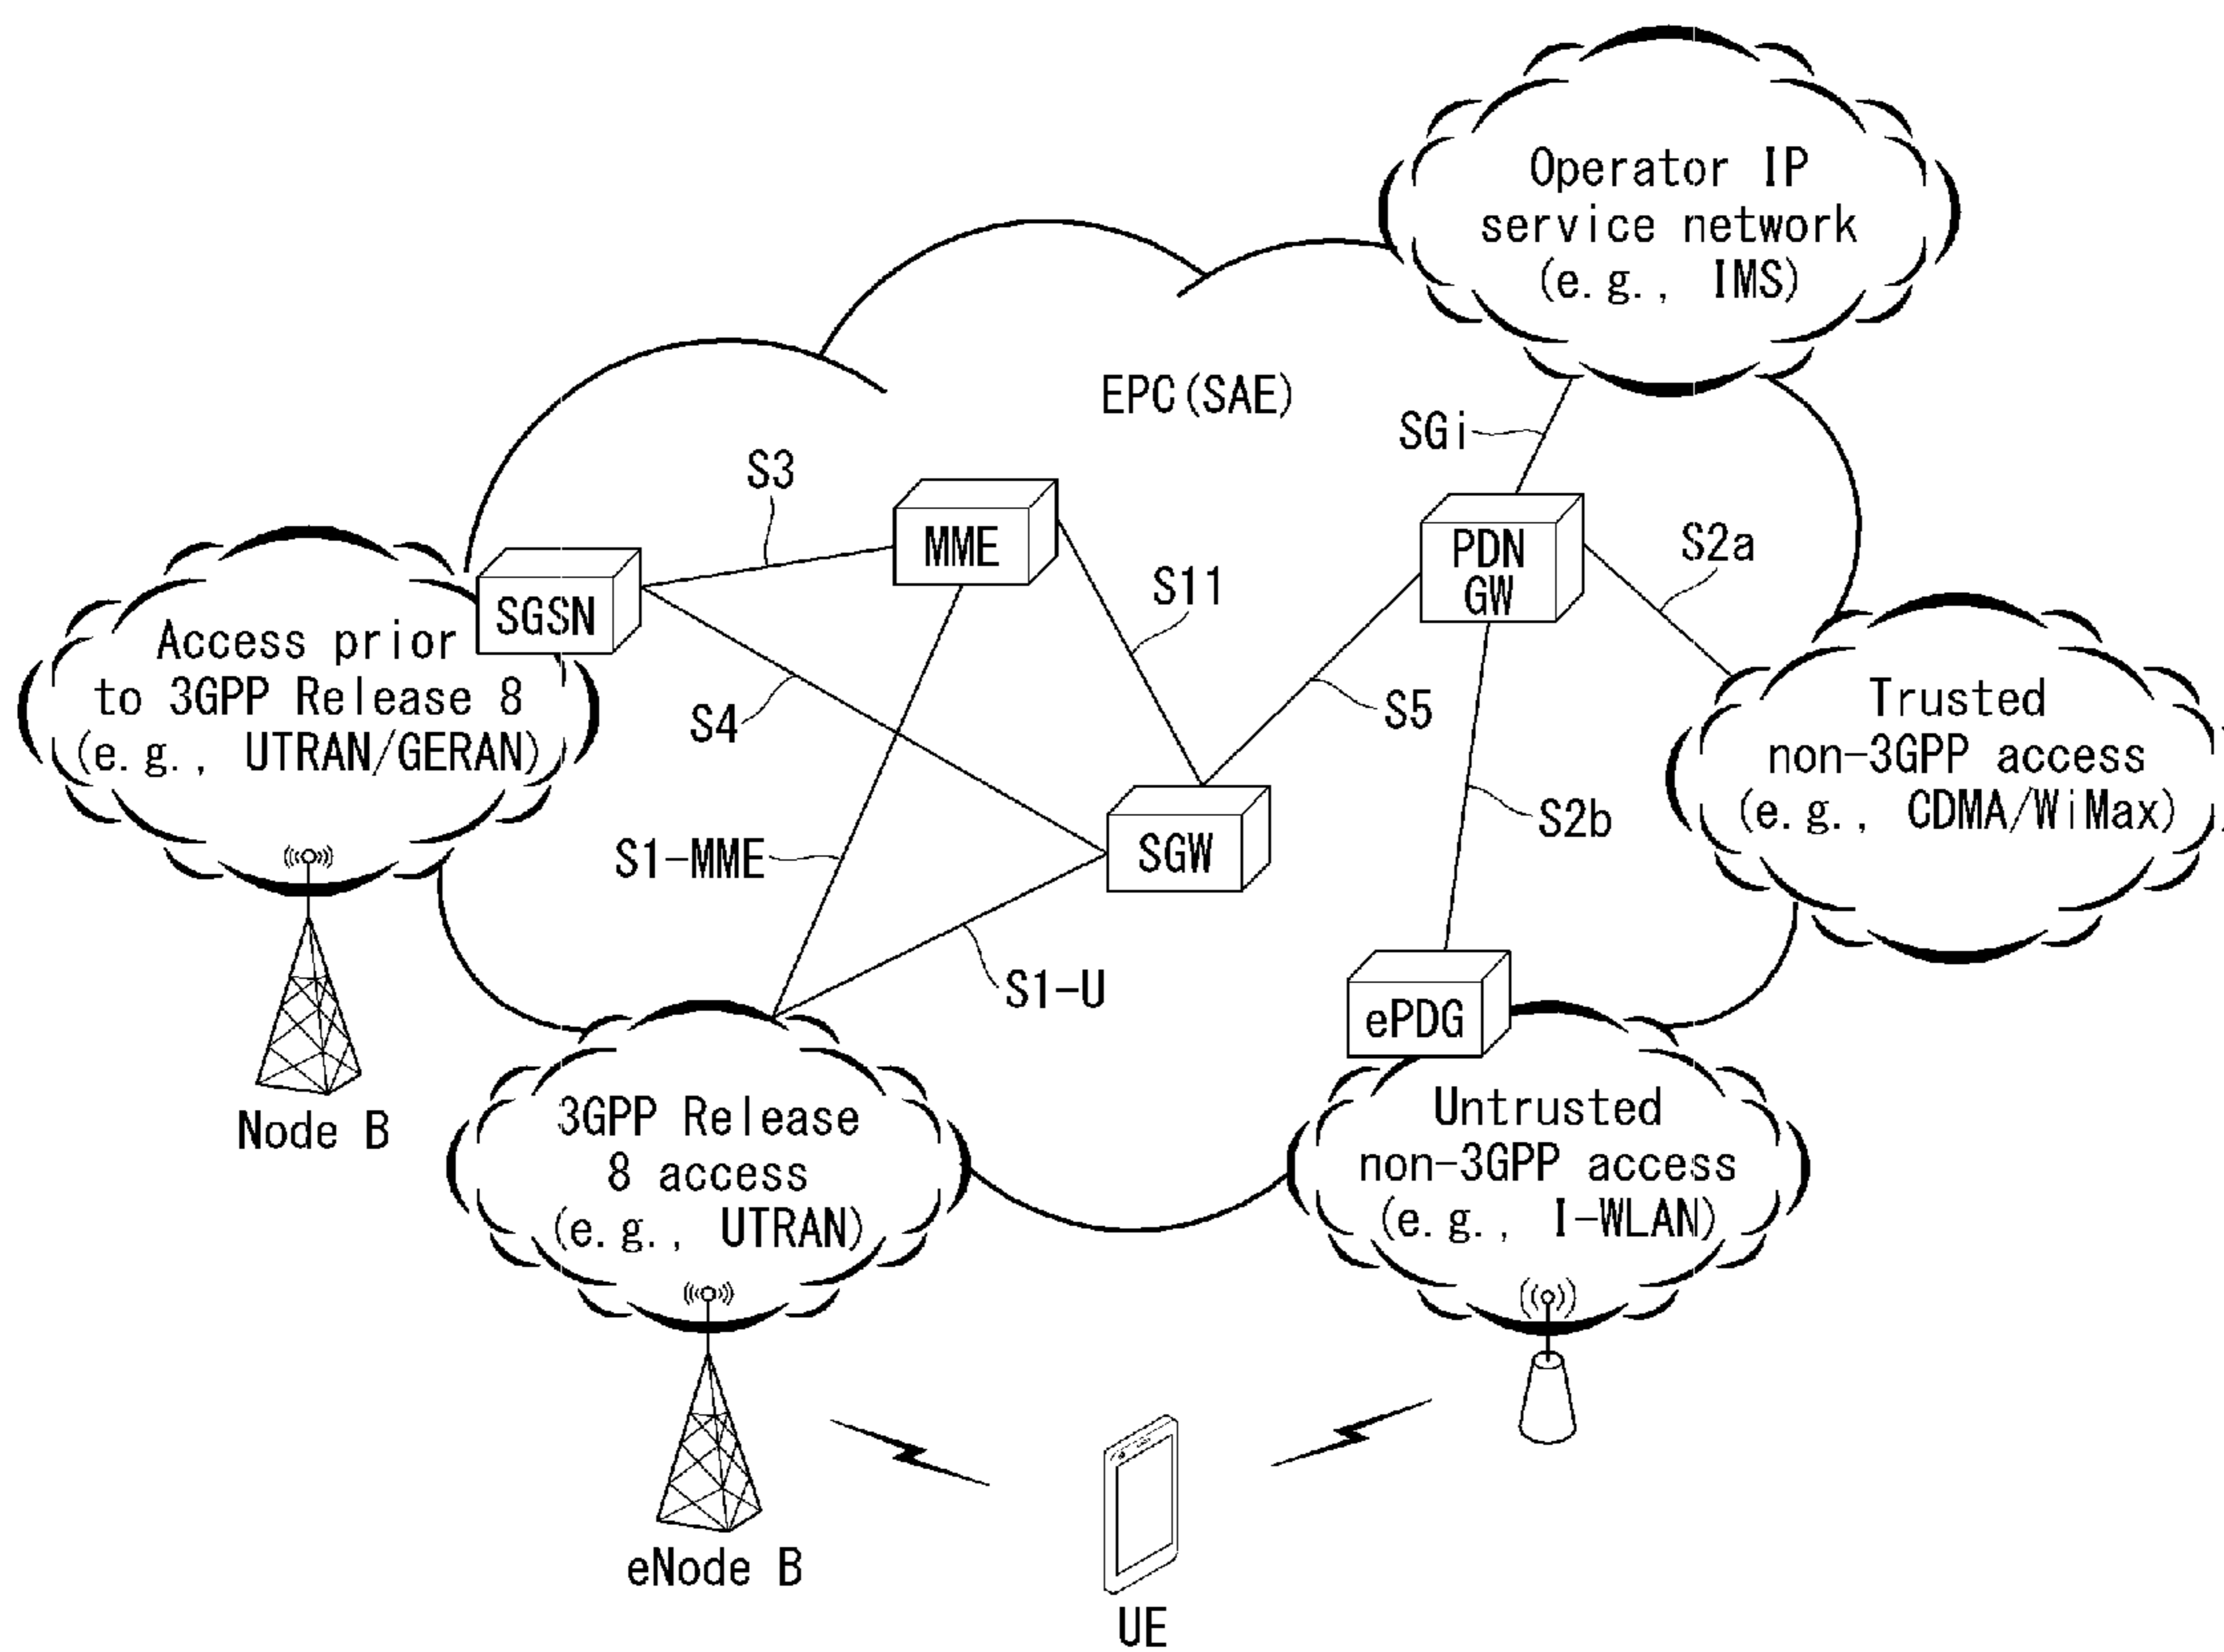 Operator IP
service network
(e.g., IMS)
EPC(SAE)
SGi
S3
MME
PDN
GW
S2a
S11
SGSN
Access prior
to 3GPP Release 8
(e.g., UTRAN/GERAN)
S4
S5
Trusted
non-3GPP access
(e.g., CDMA/WiMax)
S1-MME
SGW
S2b
S1-U
ePDG
Node B
3GPP Release
8 access
(e.g., UTRAN)
Untrusted
non-3GPP access
(e.g., I-WLAN)
eNode B
UE